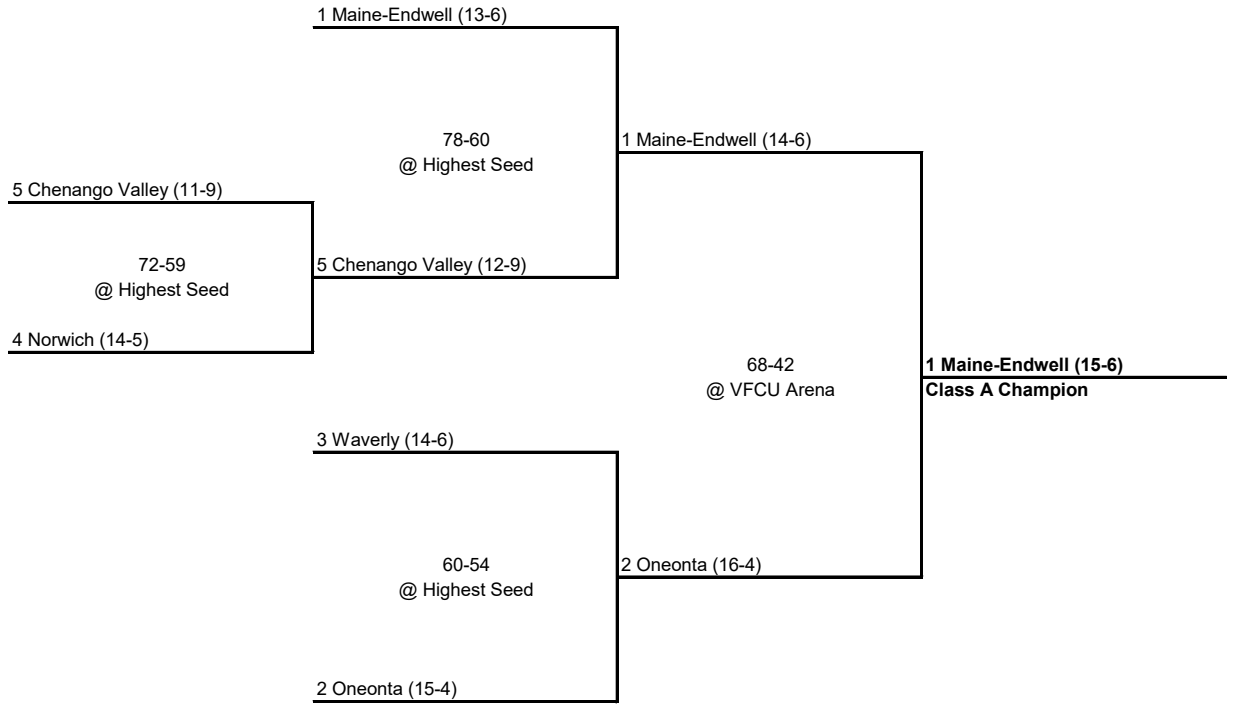 1 Maine-Endwell (13-6)
78-60
@ Highest Seed
1 Maine-Endwell (14-6)
5 Chenango Valley (11-9)
72-59
@ Highest Seed
5 Chenango Valley (12-9)
4 Norwich (14-5)
68-42
@ VFCU Arena
1 Maine-Endwell (15-6)
Class A Champion
3 Waverly (14-6)
60-54
@ Highest Seed
2 Oneonta (16-4)
2 Oneonta (15-4)